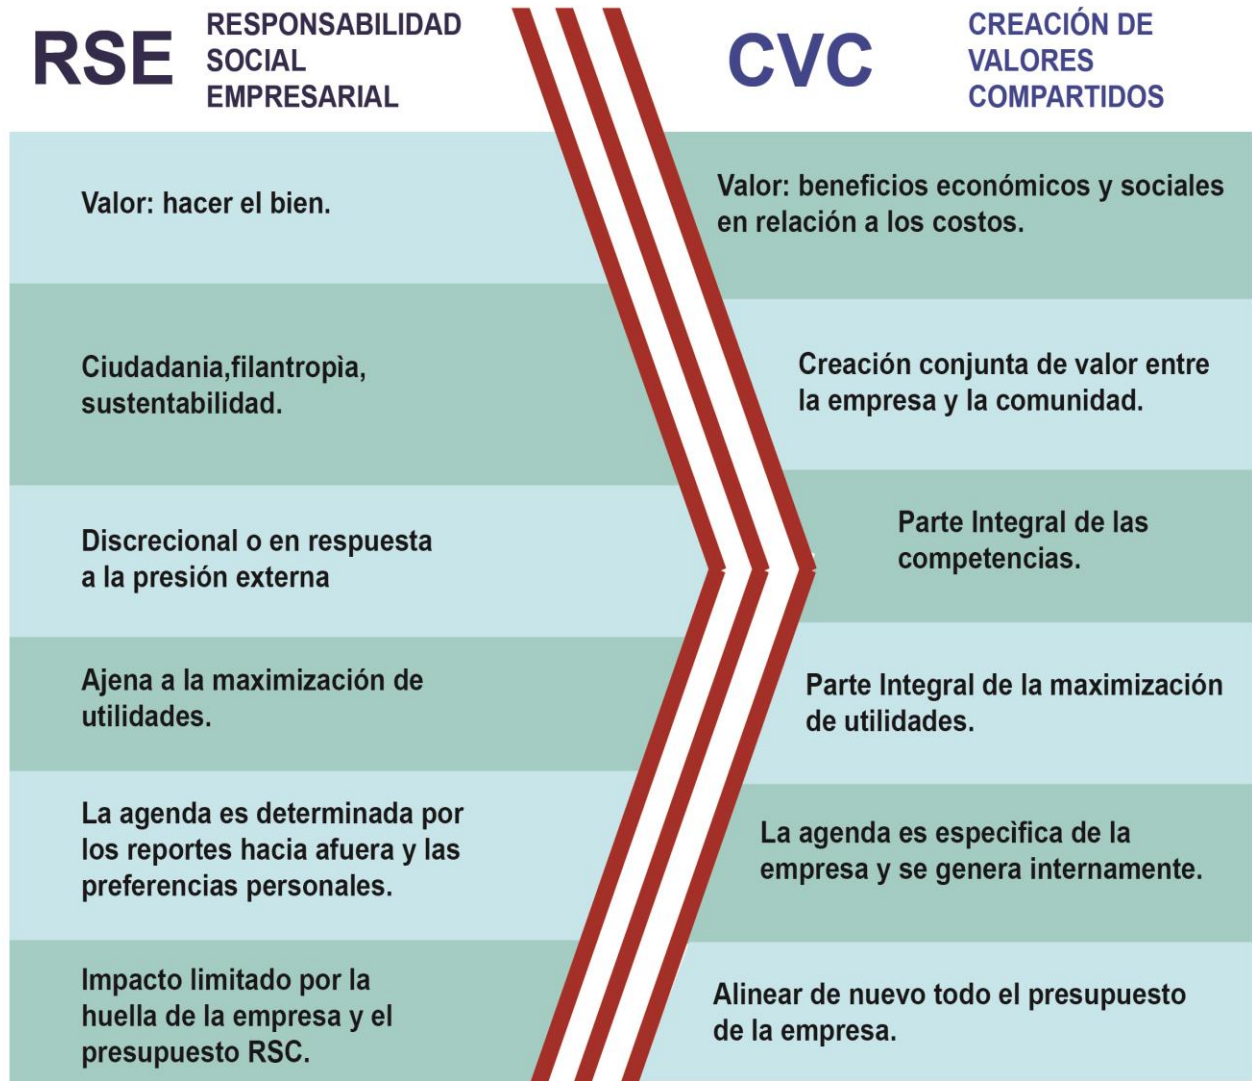 RSE
RESPONSABILIDAD
SOCIAL
EMPRESARIAL
Valor: hacer el bien.
Ciudadania,filantropìa,
sustentabilidad.
Discrecional o en respuesta
a la presión externa
Ajena a la maximización de
utilidades.
La agenda es determinada por
los reportes hacia afuera y las
preferencias personales.
Impacto limitado por la
huella de la empresa y el
presupuesto RSC.
CVC
CREACIÓN DE
VALORES
COMPARTIDOS
Valor: beneficios económicos y sociales
en relación a los costos.
Creación conjunta de valor entre
la empresa y la comunidad.
Parte Integral de las
competencias.
Parte Integral de la maximización
de utilidades.
La agenda es especìfica de la
empresa y se genera internamente.
Alinear de nuevo todo el presupuesto
de la empresa.